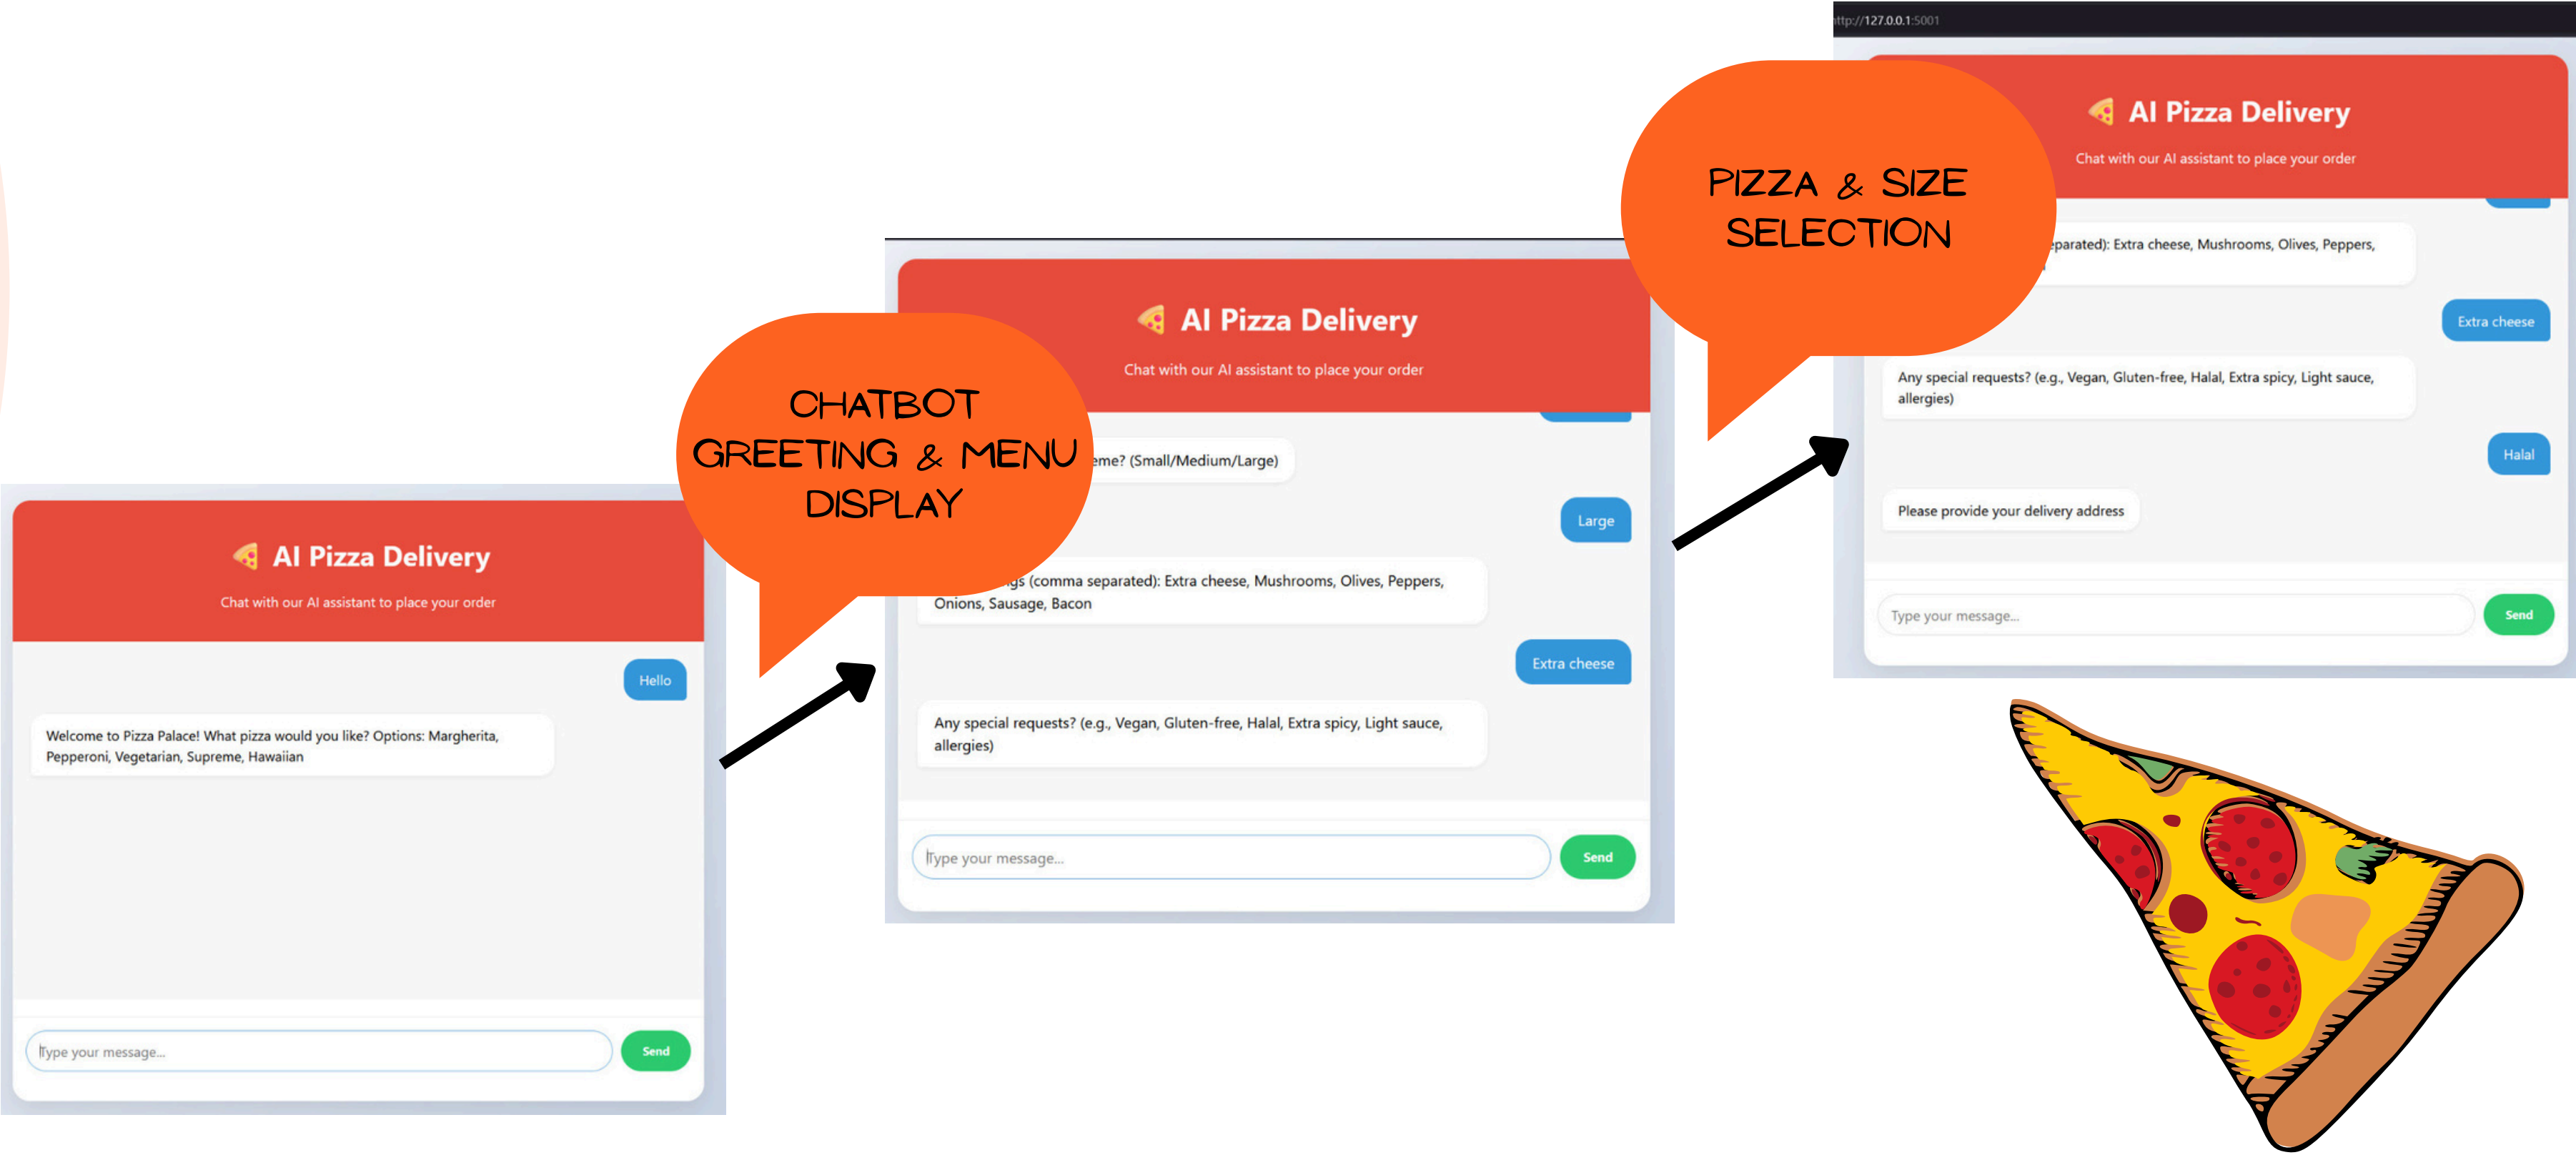 AI Pizza Delivery
Chat with our AI assistant to place your order
Hello
Welcome to Pizza Palace! What pizza would you like? Options: Margherita,
Pepperoni, Vegetarian, Supreme, Hawaiian
Type your message...
Send
CHATBOT
GREETING & MENU
DISPLAY
AI Pizza Delivery
Chat with our AI assistant to place your order
(Small/Medium/Large)
Large
(comma separated): Extra cheese, Mushrooms, Olives, Peppers,
Onions, Sausage, Bacon
Extra cheese
Any special requests? (e.g., Vegan, Gluten-free, Halal, Extra spicy, Light sauce,
allergies)
Type your message...
Send
PIZZA & SIZE
SELECTION
http://127.0.0.1:5001
AI Pizza Delivery
Chat with our AI assistant to place your order
Extra cheese, Mushrooms, Olives, Peppers,
Extra cheese
Any special requests? (e.g., Vegan, Gluten-free, Halal, Extra spicy, Light sauce,
allergies)
Halal
Please provide your delivery address
Type your message...
Send